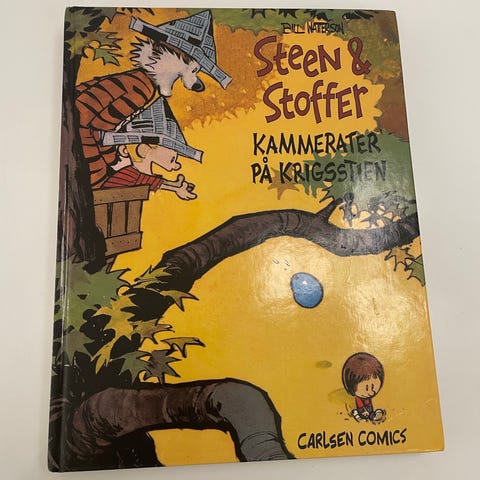 BILL WATTERSON
Steen &
Stoffer
KAMMERATER
PÅ KRIGSSTIEN
CARLSEN COMICS